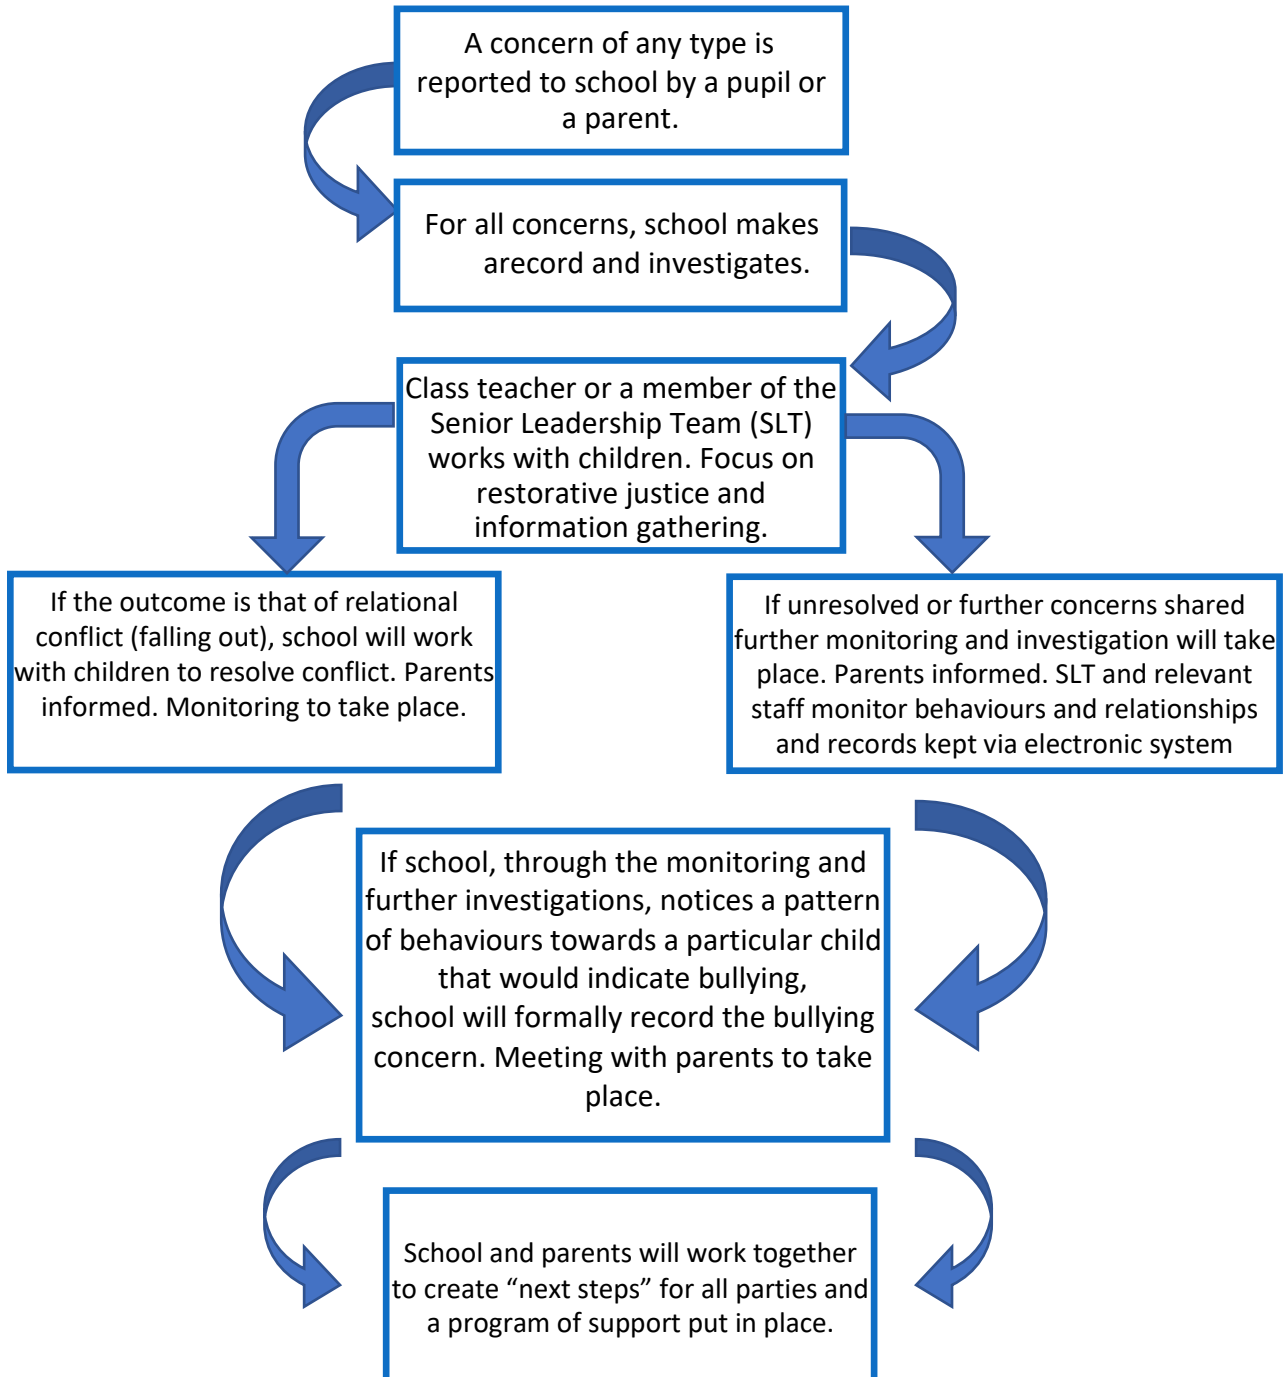 A concern of any type is
reported to school by a pupil or
a parent.
For all concerns, school makes
arecord and investigates.
Class teacher or a member of the
Senior Leadership Team (SLT)
works with children. Focus on
restorative justice and
information gathering.
If the outcome is that of relational
conflict (falling out), school will work
with children to resolve conflict. Parents
informed. Monitoring to take place.
If unresolved or further concerns shared
further monitoring and investigation will take
place. Parents informed. SLT and relevant
staff monitor behaviours and relationships
and records kept via electronic system
If school, through the monitoring and
further investigations, notices a pattern
of behaviours towards a particular child
that would indicate bullying,
school will formally record the bullying
concern. Meeting with parents to take
place.
School and parents will work together
to create “next steps” for all parties and
a program of support put in place.